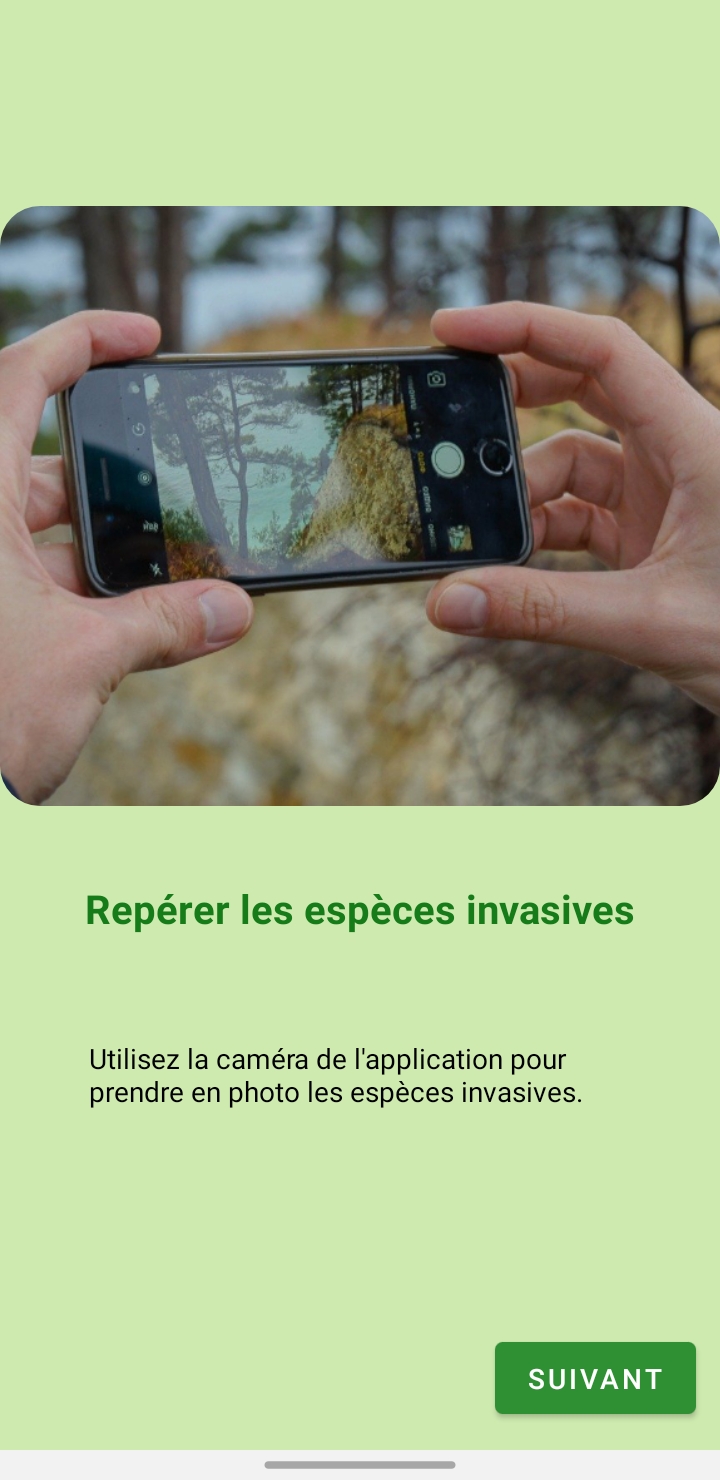 Repérer les espèces invasives
Utilisez la caméra de l'application pour
prendre en photo les espèces invasives.
SUIVANT